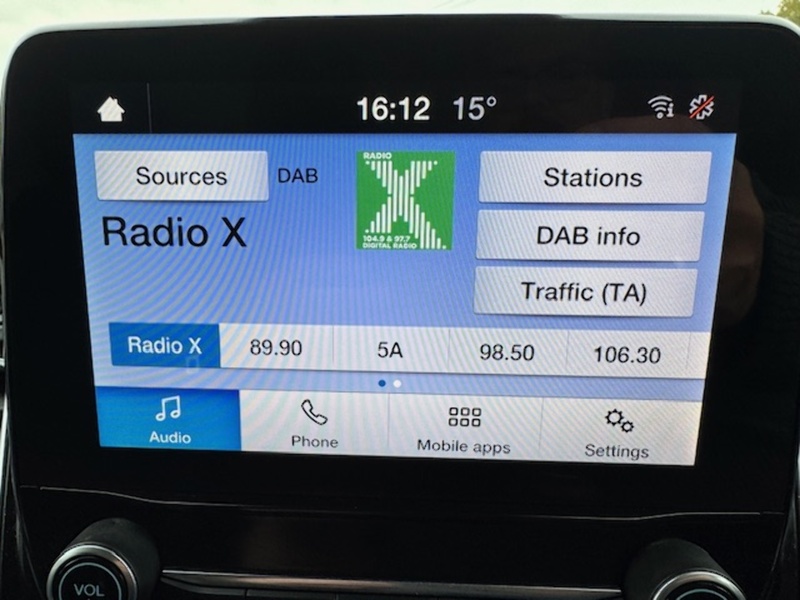 16:12 15°
Sources DAB
RADIO
X
104.9 & 97.7
DIGITAL RADIO
Stations
Radio X
DAB info
Traffic (TA)
Radio X 89.90 5A 98.50 106.30
Audio Phone Mobile apps Settings
VOL